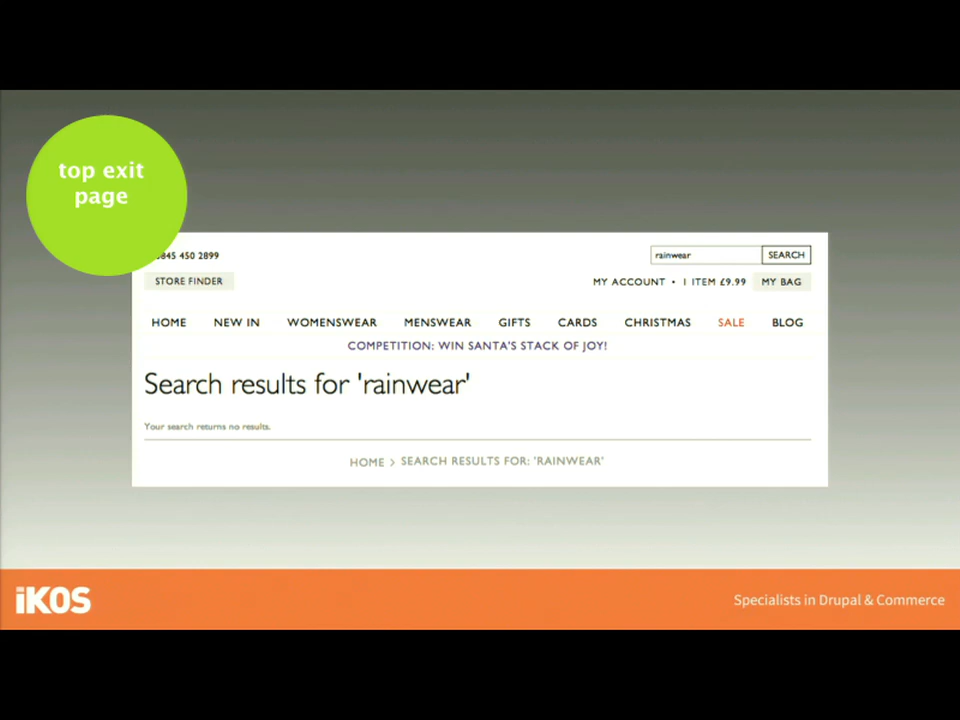 top exit
page
845 450 2899
rainwear
SEARCH
STORE FINDER
MY ACCOUNT • 1 ITEM £9.99
MY BAG
HOME NEW IN WOMENSWEAR MENSWEAR GIFTS CARDS CHRISTMAS SALE BLOG
COMPETITION: WIN SANTA'S STACK OF JOY!
Search results for 'rainwear'
Your search returns no results.
HOME > SEARCH RESULTS FOR: 'RAINWEAR'
iKOS
Specialists in Drupal & Commerce